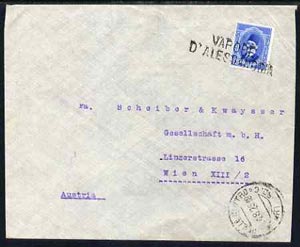 VAPORE
D'ALESSANDRIA
Fa. Scheiber & Kwaysser
Gesellschaft m. b. H.
Linzerstrasse 16
Wien XIII/2
Austria